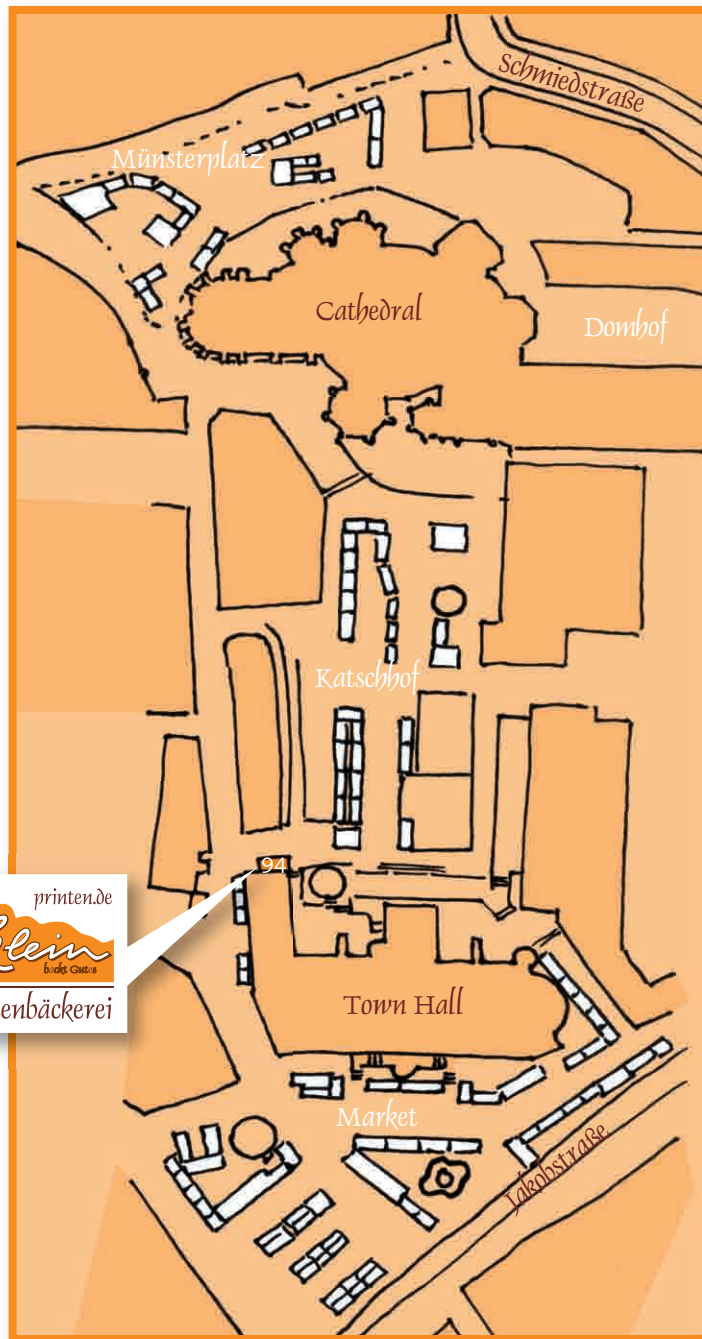 Schmiedstraße
Münsterplatz
Cathedral
Domhof
Katschhof
94
printen.de
Klein
backt Gutes
enbäckerei
Town Hall
Market
Jakobstraße